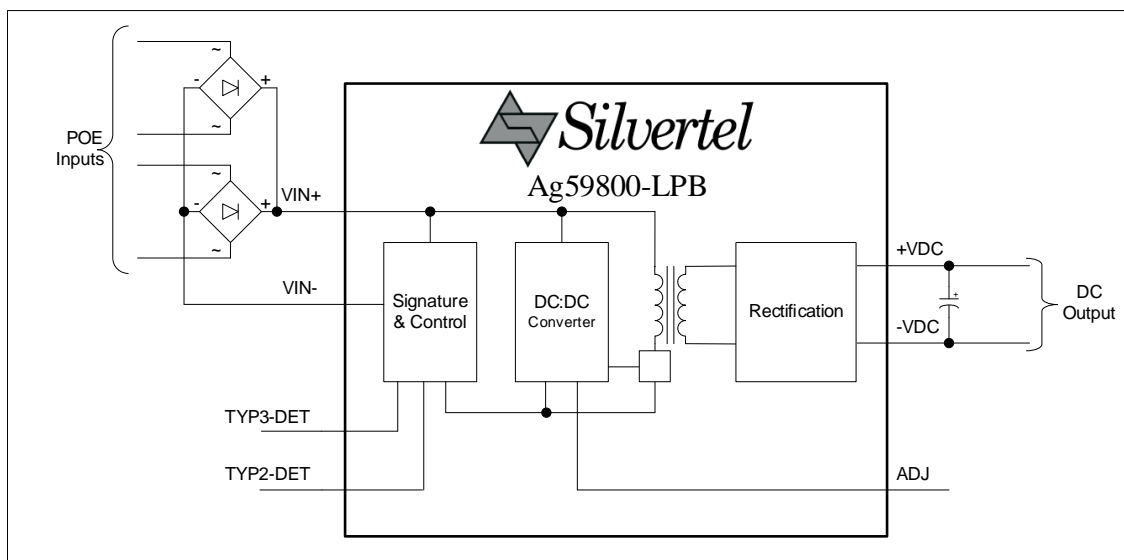 POE
Inputs
~
-
+
~
~
-
+
~
VIN+
VIN-
Silvertel
Ag59800-LPB
Signature
& Control
DC:DC
Converter
Rectification
+VDC
+
-VDC
DC
Output
TYP3-DET
TYP2-DET
ADJ